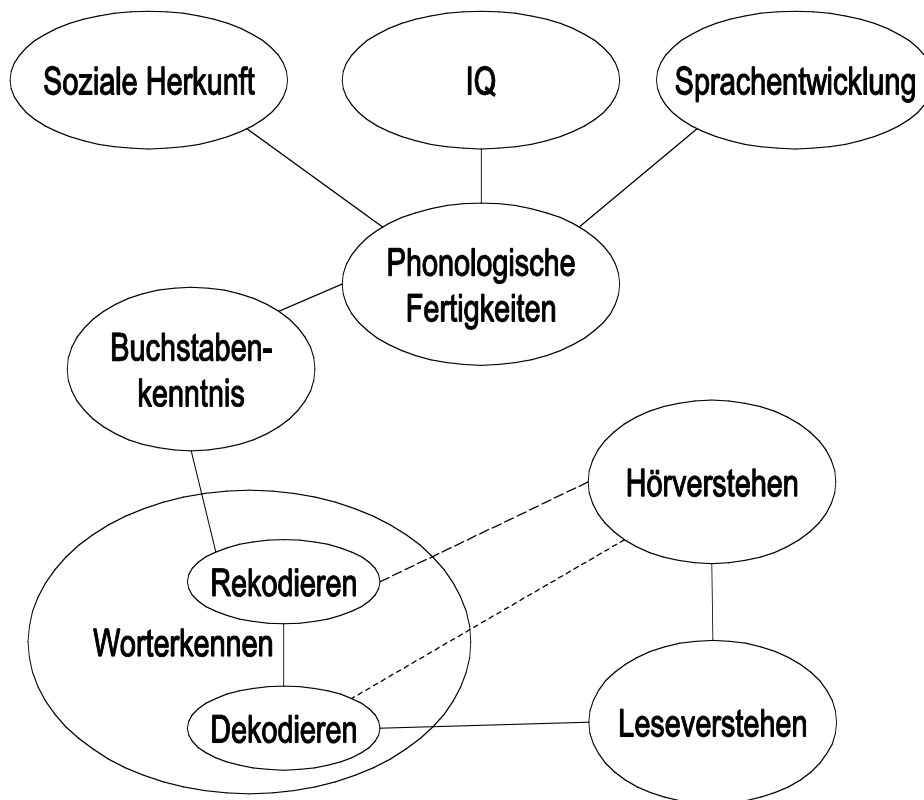 Soziale Herkunft
IQ
Sprachentwicklung
Phonologische
Fertigkeiten
Buchstaben-
kenntnis
Hörverstehen
Rekodieren
Worterkennen
Dekodieren
Leseverstehen